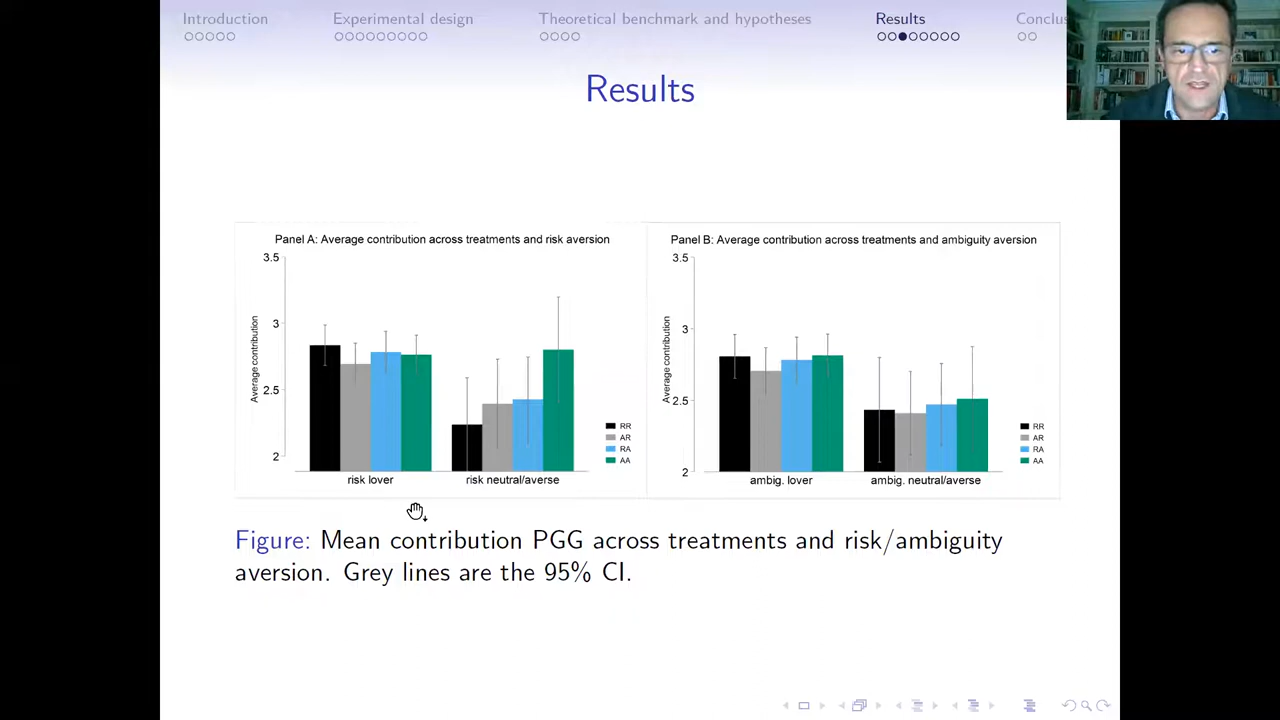 Introduction Experimental design Theoretical benchmark and hypotheses Results Conclu
Results
Panel A: Average contribution across treatments and risk aversion
3.5
3
2.5
2
Average contribution
risk lover risk neutral/averse
RR
AR
RA
AA
Panel B: Average contribution across treatments and ambiguity aversion
3.5
3
2.5
2
Average contribution
ambig. lover ambig. neutral/averse
RR
AR
RA
AA
Figure: Mean contribution PGG across treatments and risk/ambiguity
aversion. Grey lines are the 95% CI.